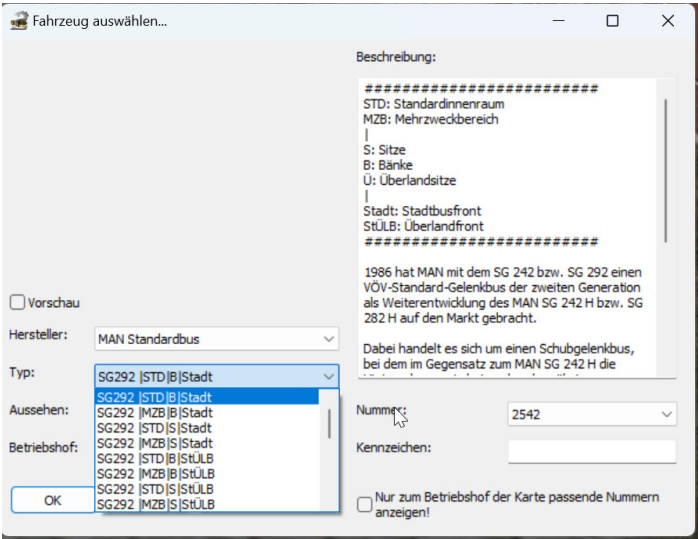 Fahrzeug auswählen...
Beschreibung:
##########################
STD: Standardinnenraum
MZB: Mehrzweckbereich
|
S: Sitze
B: Bänke
Ü: Überlandsitze
|
Stadt: Stadtbusfront
StÜLB: Überlandfront
##########################
1986 hat MAN mit dem SG 242 bzw. SG 292 einen
VÖV-Standard-Gelenkbus der zweiten Generation
als Weiterentwicklung des MAN SG 242 H bzw. SG
282 H auf den Markt gebracht.
Dabei handelt es sich um einen Schubgelenkbus,
bei dem im Gegensatz zum MAN SG 242 H die
Vorschau
Hersteller:
MAN Standardbus
Typ:
SG292 |STD|B|Stadt
SG292 |STD|B|Stadt
SG292 |MZB|B|Stadt
SG292 |STD|S|Stadt
SG292 |MZB|S|Stadt
SG292 |STD|B|StÜLB
SG292 |MZB|B|StÜLB
SG292 |STD|S|StÜLB
SG292 |MZB|S|StÜLB
Aussehen:
Betriebshof:
OK
Nummer:
2542
Kennzeichen:
Nur zum Betriebshof der Karte passende Nummern
anzeigen!